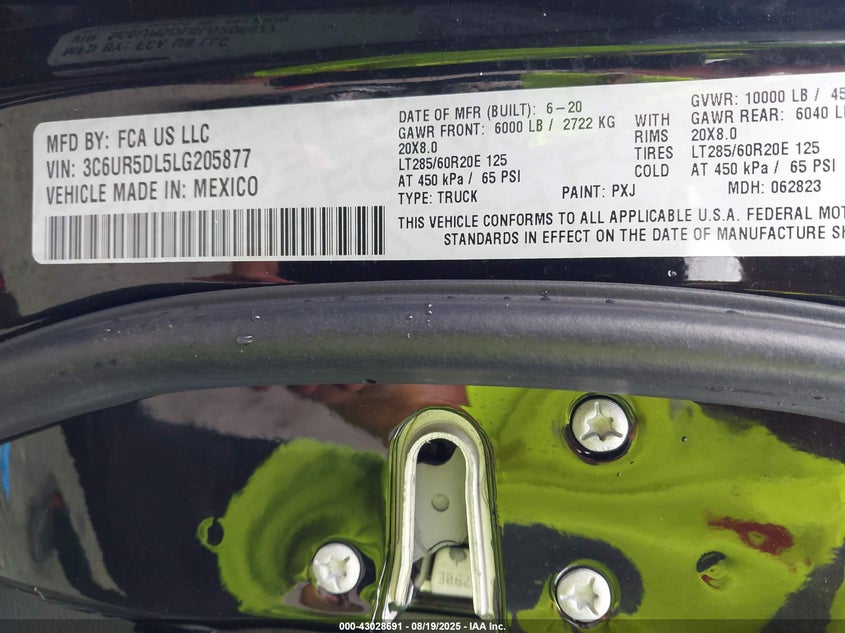 MFD BY: FCA US LLC
VIN: 3C6UR5DL5LG205877
VEHICLE MADE IN: MEXICO
DATE OF MFR (BUILT): 6-20
GAWR FRONT: 6000 LB / 2722 KG
20X8.0
LT285/60R20E 125
AT 450 kPa / 65 PSI
TYPE: TRUCK
PAINT: PXJ
WITH
RIMS
TIRES
COLD
GVWR: 10000 LB / 45
GAWR REAR: 6040 L
20X8.0
LT285/60R20E 125
AT 450 kPa / 65 PSI
MDH: 062823
THIS VEHICLE CONFORMS TO ALL APPLICABLE U.S.A. FEDERAL MOT
STANDARDS IN EFFECT ON THE DATE OF MANUFACTURE SH
000-43028691 - 08/19/2025 - IAA Inc.